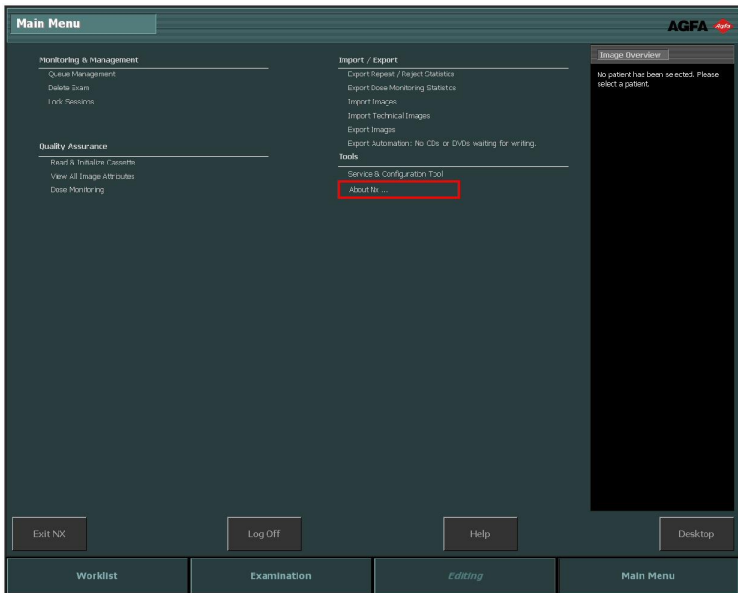 Main Menu
AGFA
Agfa
Monitoring & Management
Queue Management
Delete Exam
Lock Sessions
Quality Assurance
Read & Initialize Cassette
View All Image Attributes
Dose Monitoring
Import / Export
Export Repeat / Reject Statistics
Export Dose Monitoring Statistics
Import Images
Import Technical Images
Export Images
Export Automation: No CDs or DVDs waiting for writing.
Tools
Service & Configuration Tool
About Nx ...
Image Overview
No patient has been selected. Please
select a patient.
Exit NX
Log Off
Help
Desktop
Worklist
Examination
Editing
Main Menu